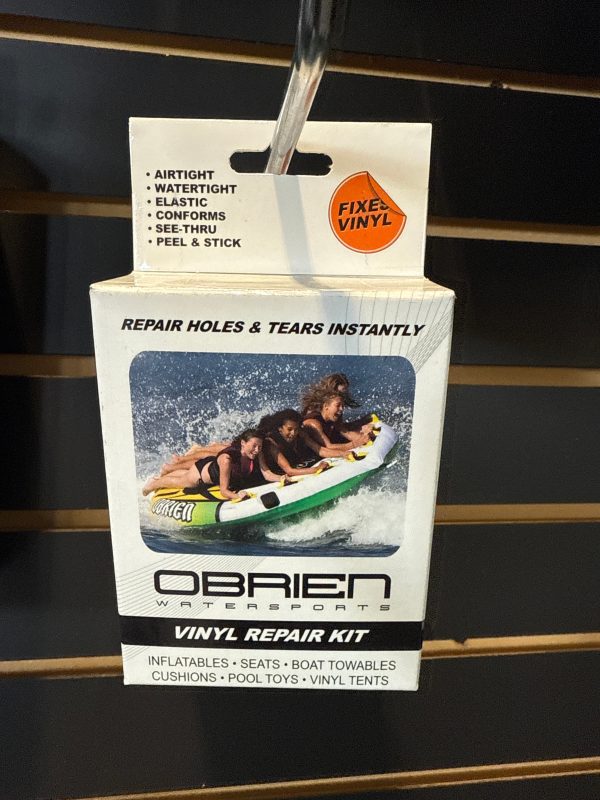 • AIRTIGHT
• WATERTIGHT
• ELASTIC
• CONFORMS
• SEE-THRU
• PEEL & STICK
FIXES
VINYL
REPAIR HOLES & TEARS INSTANTLY
OBRIEN
OBRIEN
WATERSPORTS
VINYL REPAIR KIT
INFLATABLES • SEATS • BOAT TOWABLES
CUSHIONS • POOL TOYS • VINYL TENTS